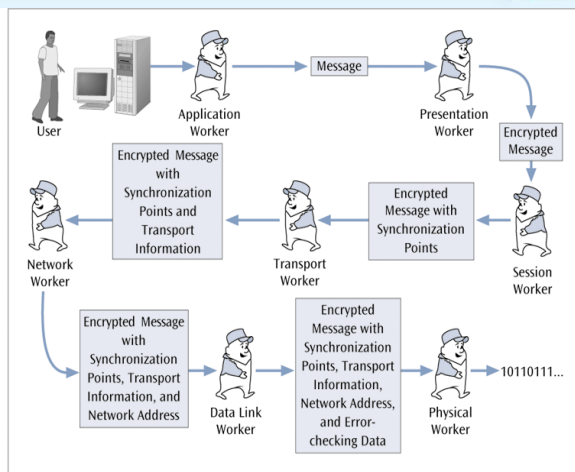 User
Application
Worker
Message
Presentation
Worker
Encrypted
Message
Session
Worker
Encrypted
Message with
Synchronization
Points
Transport
Worker
Encrypted Message
with
Synchronization
Points and
Transport
Information
Network
Worker
Encrypted Message
with
Synchronization
Points, Transport
Information, and
Network Address
Data Link
Worker
Encrypted
Message with
Synchronization
Points, Transport
Information,
Network Address,
and Error-
checking Data
Physical
Worker
10110111...